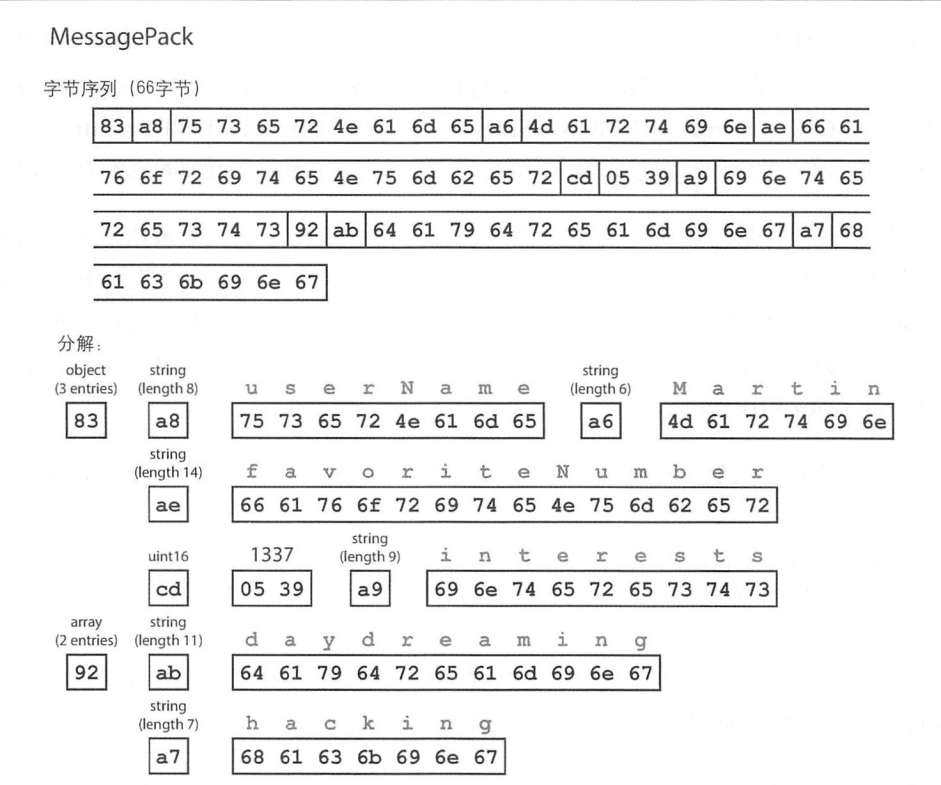 MessagePack
字节序列（66字节）
83 a8 75 73 65 72 4e 61 6d 65 a6 4d 61 72 74 69 6e ae 66 61
76 6f 72 69 74 65 4e 75 6d 62 65 72 cd 05 39 a9 69 6e 74 65
72 65 73 74 73 92 ab 64 61 79 64 72 65 61 6d 69 6e 67 a7 68
61 63 6b 69 6e 67
分解：
object string string
(3 entries) (length 8) u s e r N a m e (length 6) M a r t i n
83 a8 75 73 65 72 4e 61 6d 65 a6 4d 61 72 74 69 6e
string
(length 14) f a v o r i t e N u m b e r
ae 66 61 76 6f 72 69 74 65 4e 75 6d 62 65 72
string
uint16 1337 (length 9) i n t e r e s t s
cd 05 39 a9 69 6e 74 65 72 65 73 74 73
array string
(2 entries) (length 11) d a y d r e a m i n g
92 ab 64 61 79 64 72 65 61 6d 69 6e 67
string
(length 7) h a c k i n g
a7 68 61 63 6b 69 6e 67